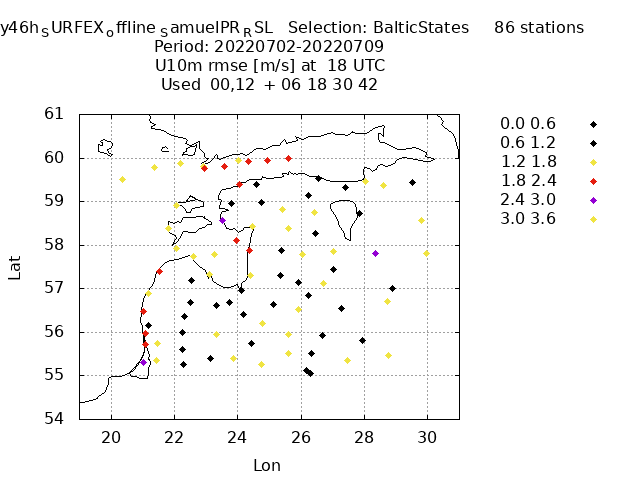 y46hSURFEXoffline SamuelPRRSL Selection: BalticStates 86 stations
Period: 20220702-20220709
U10m rmse [m/s] at 18 UTC
Used 00,12 + 06 18 30 42
61
60
59
58
57
56
55
54
Lat
20 22 24 26 28 30
Lon
0.0 0.6
0.6 1.2
1.2 1.8
1.8 2.4
2.4 3.0
3.0 3.6